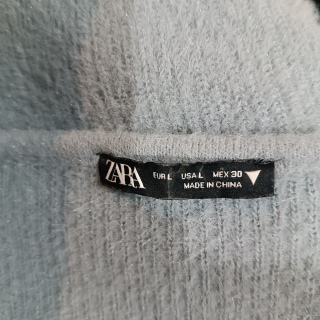 ZARA
EUR L USA L MEX 30
MADE IN CHINA